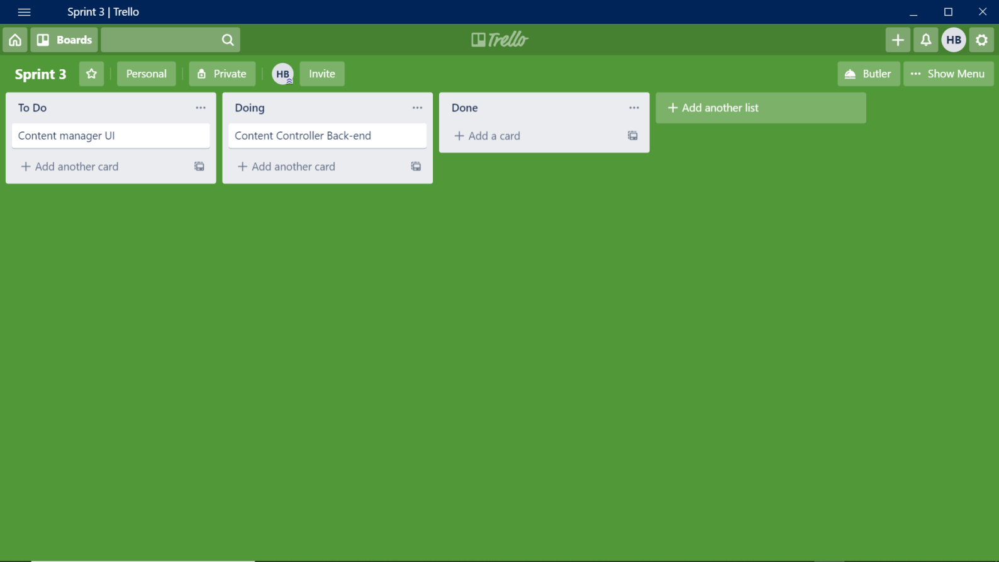 Sprint 3 | Trello
Boards
Trello
HB
Sprint 3
Personal
Private
HB
Invite
Butler
Show Menu
To Do
Doing
Done
+ Add another list
Content manager UI
Content Controller Back-end
+ Add a card
+ Add another card
+ Add another card